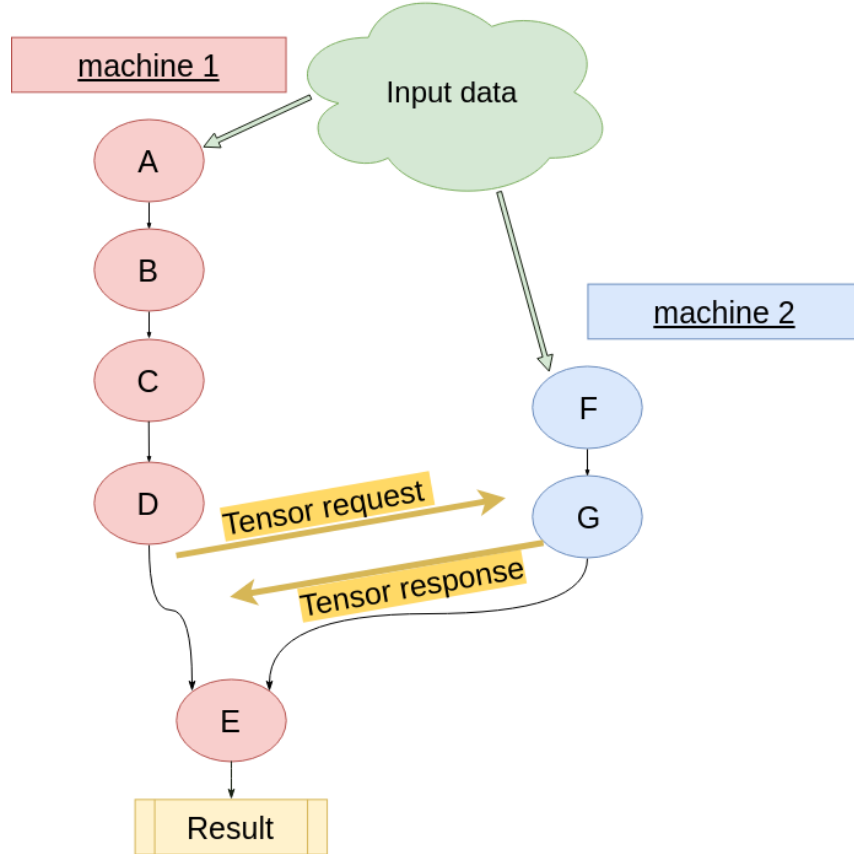 machine 1
Input data
A
B
machine 2
C
F
D
Tensor request
G
Tensor response
E
Result